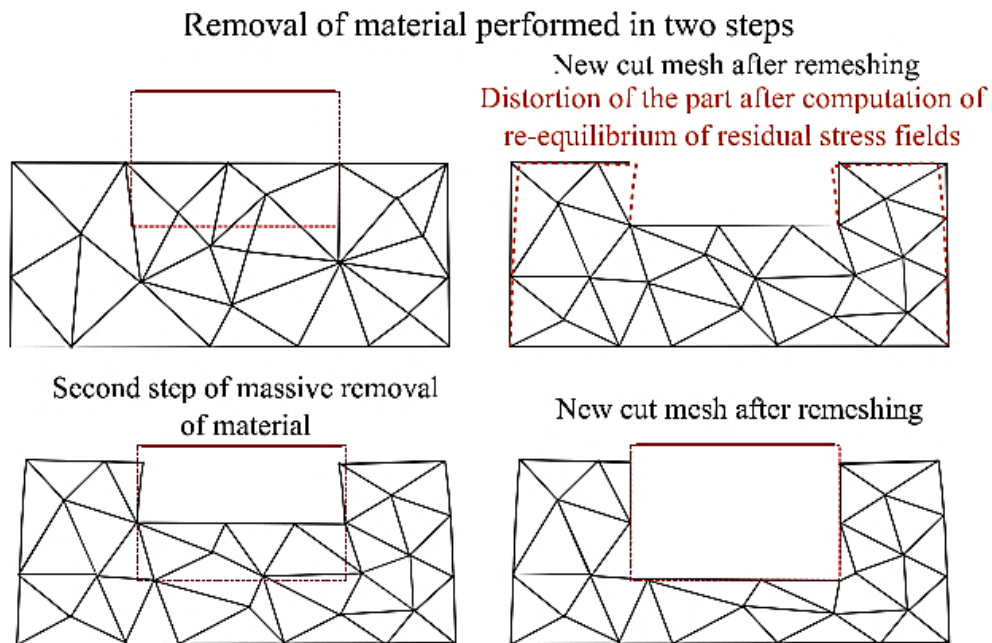 Removal of material performed in two steps
New cut mesh after remeshing
Distortion of the part after computation of
re-equilibrium of residual stress fields
Second step of massive removal
of material
New cut mesh after remeshing